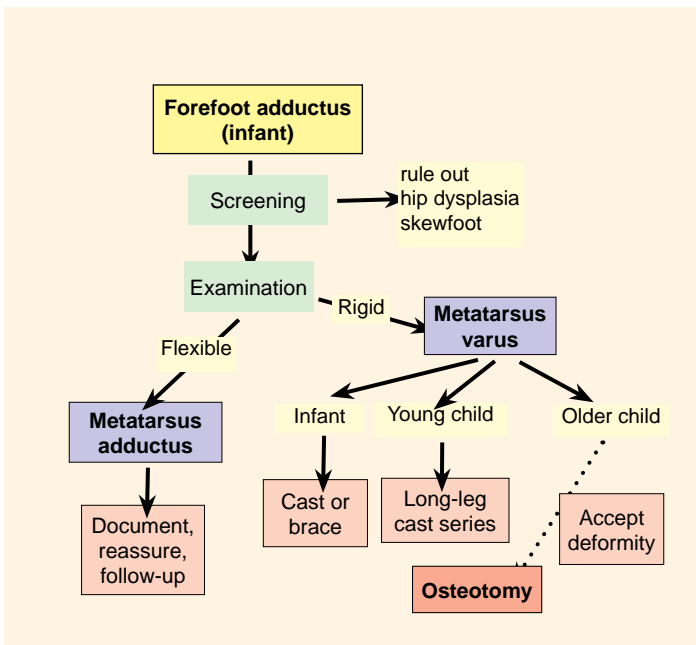 Forefoot adductus
(infant)
Screening
rule out
hip dysplasia
skewfoot
Examination
Rigid
Metatarsus
varus
Flexible
Metatarsus
adductus
Infant
Young child
Older child
Document,
reassure,
follow-up
Cast or
brace
Long-leg
cast series
Accept
deformity
Osteotomy